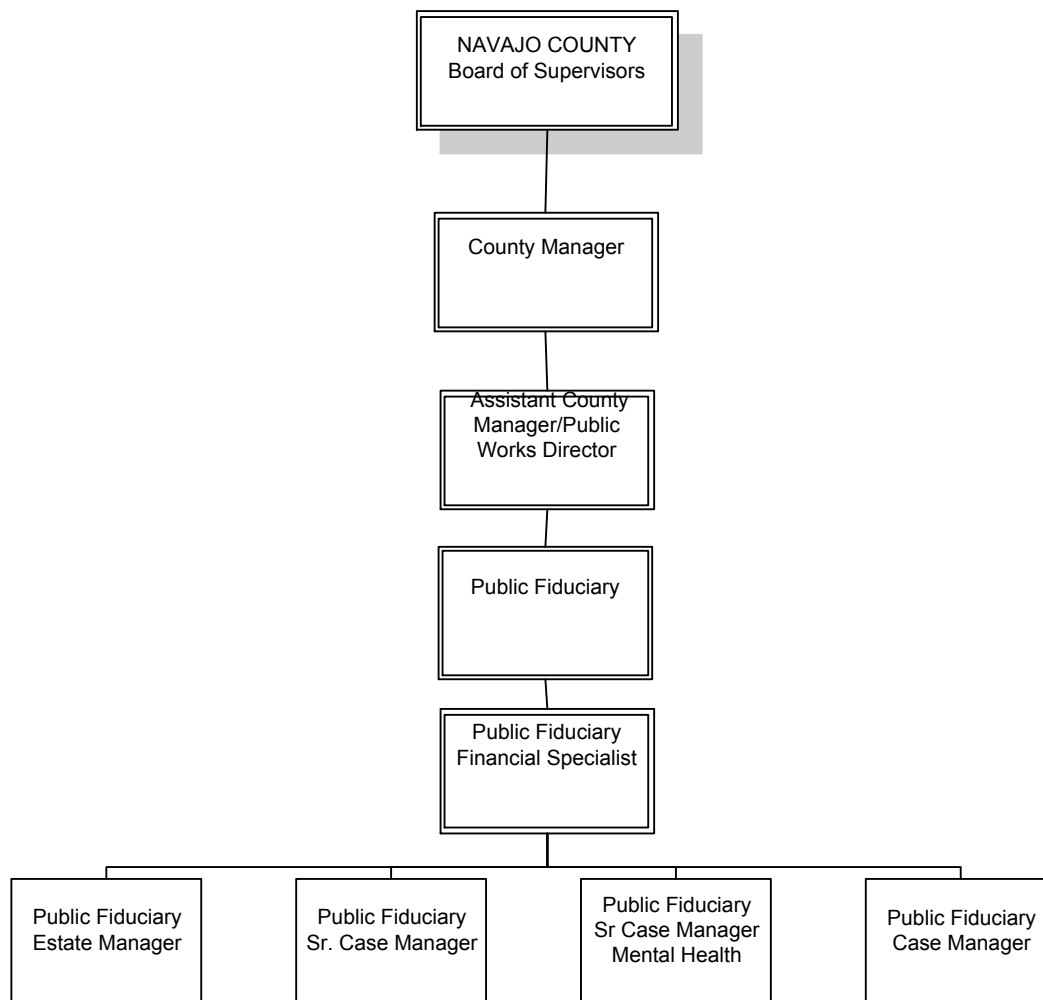 NAVAJO COUNTY
Board of Supervisors
County Manager
Assistant County
Manager/Public
Works Director
Public Fiduciary
Public Fiduciary
Financial Specialist
Public Fiduciary
Estate Manager
Public Fiduciary
Sr. Case Manager
Public Fiduciary
Sr Case Manager
Mental Health
Public Fiduciary
Case Manager